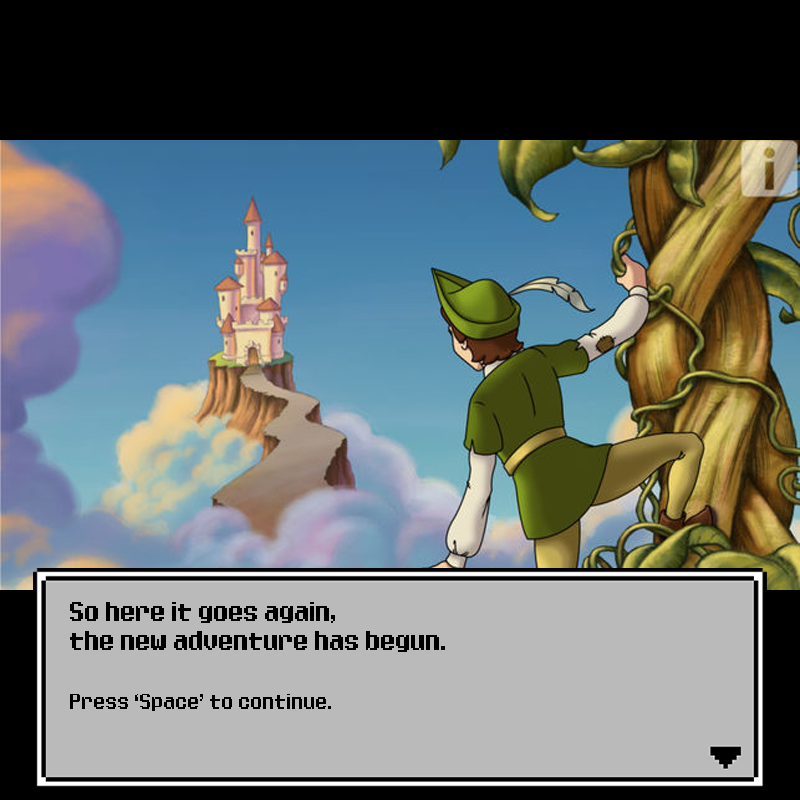 i
So here it goes again,
the new adventure has begun.
Press ‘Space’ to continue.